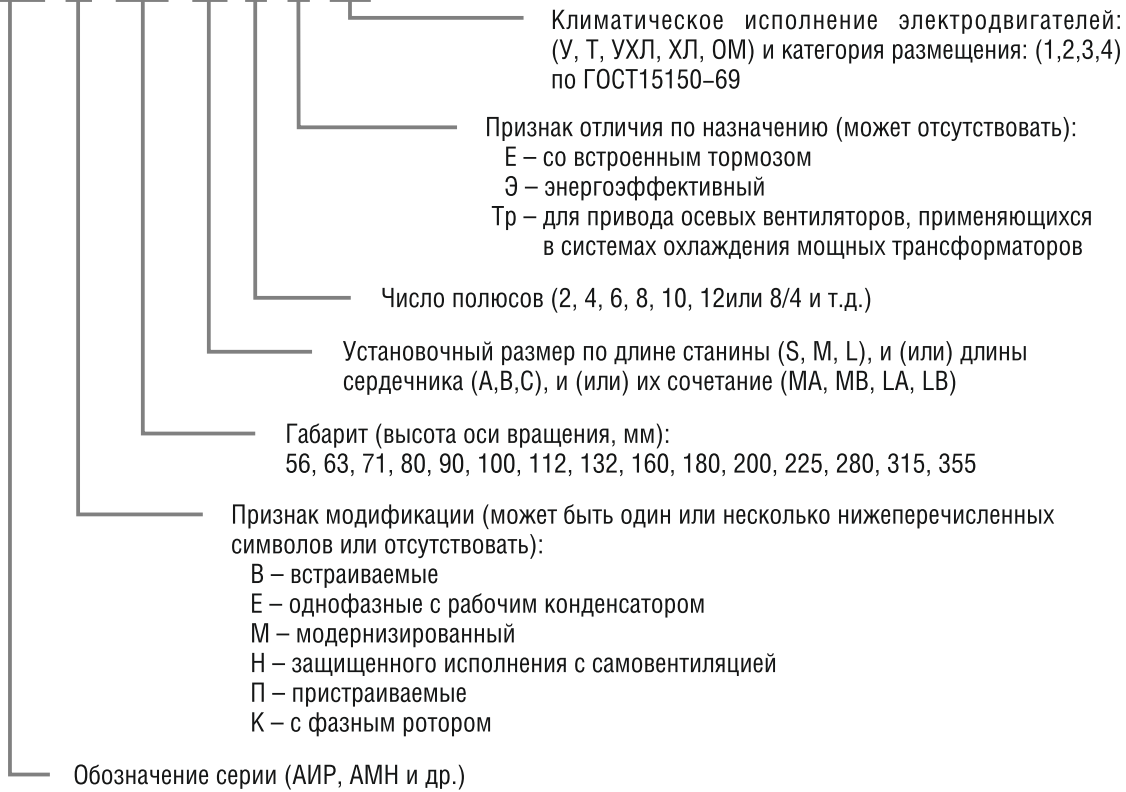 Климатическое исполнение электродвигателей:
(У, Т, УХЛ, ХЛ, ОМ) и категория размещения: (1,2,3,4)
по ГОСТ15150–69
Признак отличия по назначению (может отсутствовать):
Е – со встроенным тормозом
Э – энергоэффективный
Тр – для привода осевых вентиляторов, применяющихся
в системах охлаждения мощных трансформаторов
Число полюсов (2, 4, 6, 8, 10, 12или 8/4 и т.д.)
Установочный размер по длине станины (S, M, L), и (или) длины
сердечника (А,В,С), и (или) их сочетание (МА, МВ, LA, LB)
Габарит (высота оси вращения, мм):
56, 63, 71, 80, 90, 100, 112, 132, 160, 180, 200, 225, 280, 315, 355
Признак модификации (может быть один или несколько нижеперечисленных
символов или отсутствовать):
В – встраиваемые
Е – однофазные с рабочим конденсатором
М – модернизированный
Н – защищенного исполнения с самовентиляцией
П – пристраиваемые
К – с фазным ротором
Обозначение серии (АИР, АМН и др.)